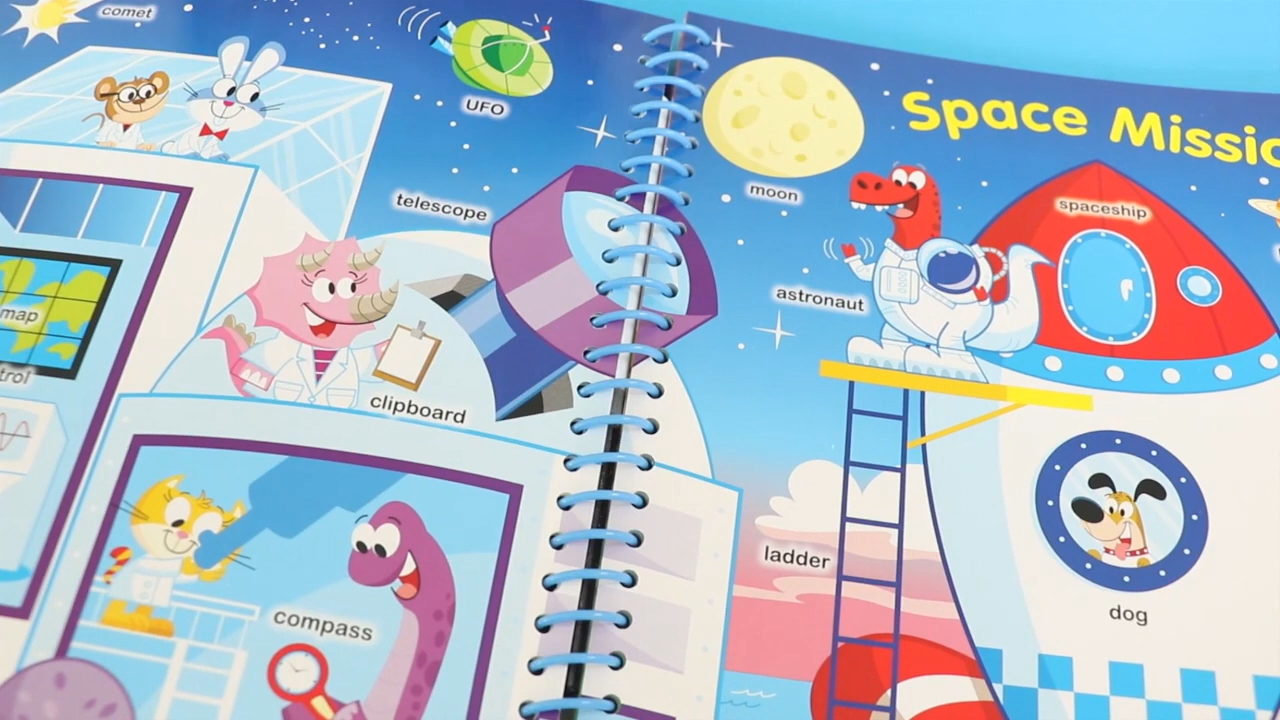 comet
UFO
telescope
map
trol
clipboard
compass
Space Missio
moon
spaceship
astronaut
ladder
dog